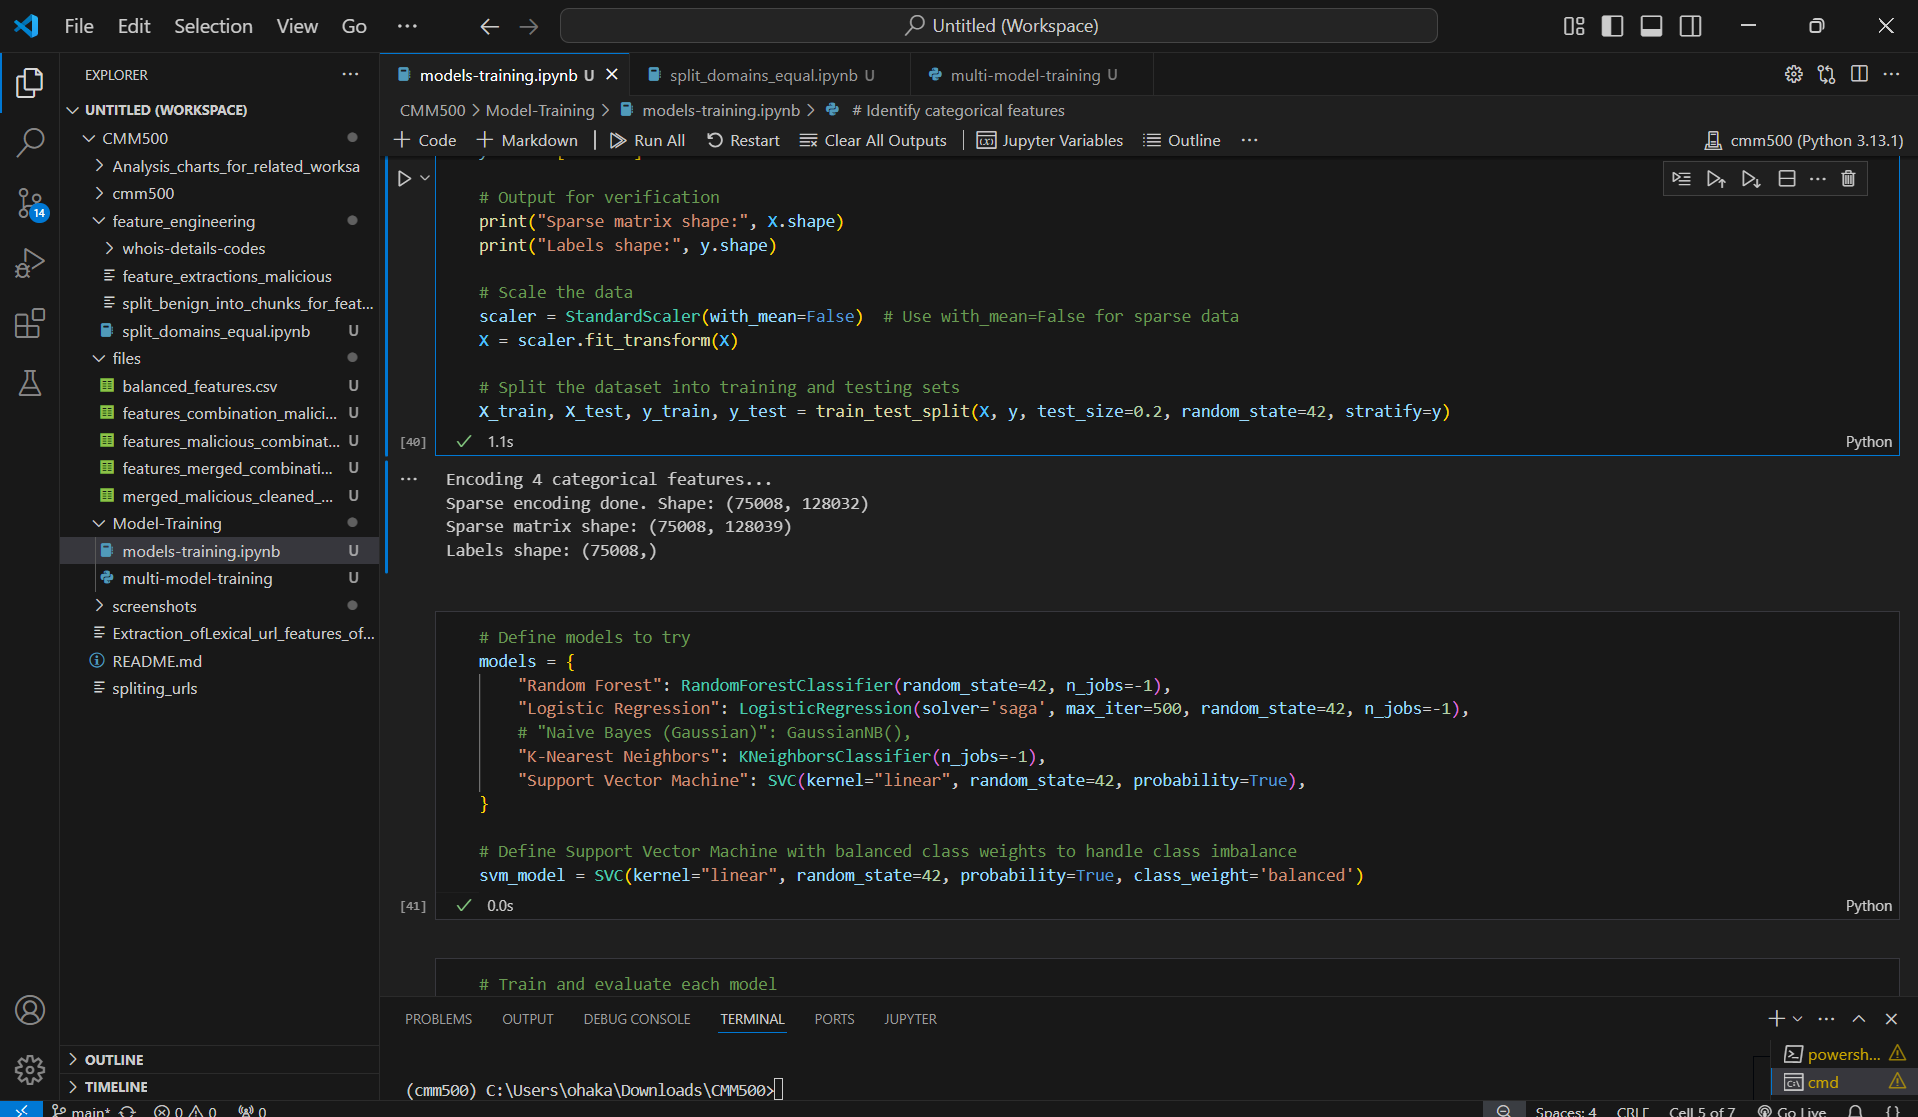 File Edit Selection View Go ··· Untitled (Workspace)
EXPLORER ···
UNTITLED (WORKSPACE)
CMM500
Analysis_charts_for_related_worksa
cmm500
feature_engineering
whois-details-codes
feature_extractions_malicious
split_benign_into_chunks_for_feat...
split_domains_equal.ipynb U
files
balanced_features.csv U
features_combination_malici... U
features_malicious_combinat... U
features_merged_combinati... U
merged_malicious_cleaned_... U
Model-Training
models-training.ipynb U
multi-model-training U
screenshots
Extraction_ofLexical_url_features_of...
README.md
spliting_urls
OUTLINE
TIMELINE
14
models-training.ipynb U split_domains_equal.ipynb U multi-model-training U
CMM500 > Model-Training > models-training.ipynb > # Identify categorical features
+ Code + Markdown | Run All Restart Clear All Outputs | Jupyter Variables Outline ··· cmm500 (Python 3.13.1)
# Output for verification
print("Sparse matrix shape:", X.shape)
print("Labels shape:", y.shape)
# Scale the data
scaler = StandardScaler(with_mean=False) # Use with_mean=False for sparse data
X = scaler.fit_transform(X)
# Split the dataset into training and testing sets
X_train, X_test, y_train, y_test = train_test_split(X, y, test_size=0.2, random_state=42, stratify=y)
[40] 1.1s Python
Encoding 4 categorical features...
Sparse encoding done. Shape: (75008, 128032)
Sparse matrix shape: (75008, 128039)
Labels shape: (75008,)
# Define models to try
models = {
"Random Forest": RandomForestClassifier(random_state=42, n_jobs=-1),
"Logistic Regression": LogisticRegression(solver='saga', max_iter=500, random_state=42, n_jobs=-1),
# "Naive Bayes (Gaussian)": GaussianNB(),
"K-Nearest Neighbors": KNeighborsClassifier(n_jobs=-1),
"Support Vector Machine": SVC(kernel="linear", random_state=42, probability=True),
}
# Define Support Vector Machine with balanced class weights to handle class imbalance
svm_model = SVC(kernel="linear", random_state=42, probability=True, class_weight='balanced')
[41] 0.0s Python
# Train and evaluate each model
PROBLEMS OUTPUT DEBUG CONSOLE TERMINAL PORTS JUPYTER
powersh...
cmd
(cmm500) C:\Users\ohaka\Downloads\CMM500>
main* 0 0 0 Spaces: 4 CRLF Cell 5 of 7 Go Live